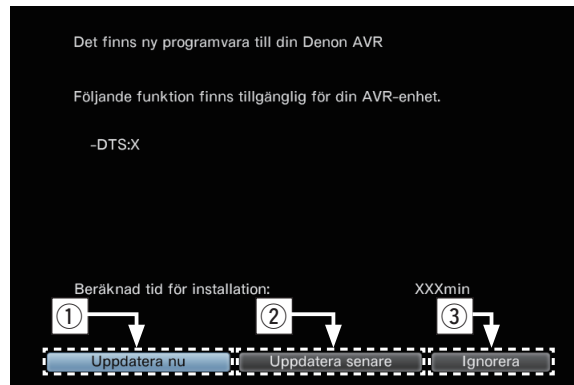 Det finns ny programvara till din Denon AVR
Följande funktion finns tillgänglig för din AVR-enhet.
-DTS:X
Beräknad tid för installation: XXXmin
① ② ③
Uppdatera nu Uppdatera senare Ignorera